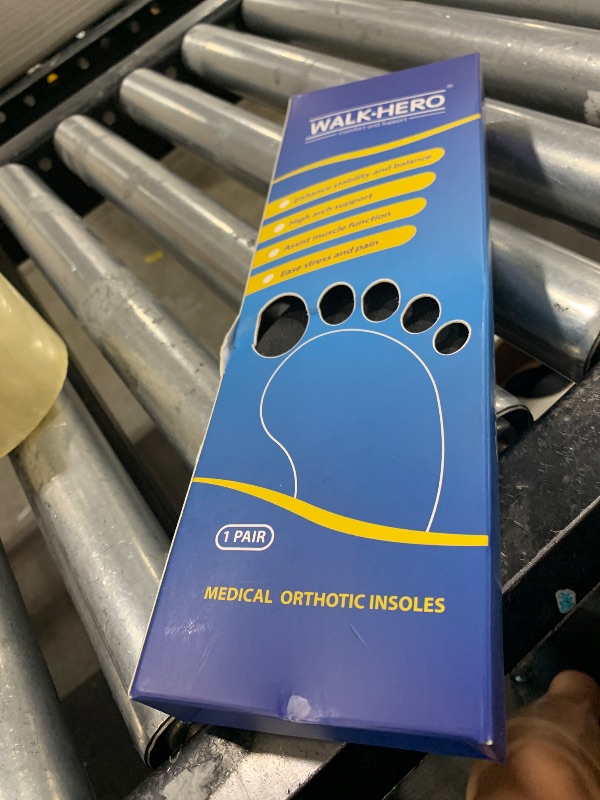 WALK·HERO
Comfort and Support
Enhance stability and balance
High arch support
Assist muscle function
Ease stress and pain
1 PAIR
MEDICAL ORTHOTIC INSOLES